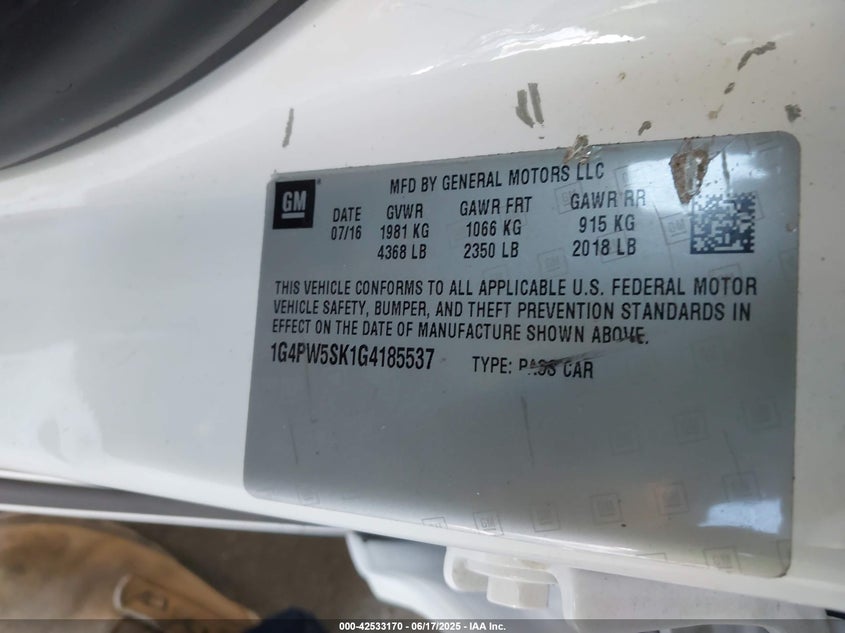 MFD BY GENERAL MOTORS LLC
GM
DATE GVWR GAWR FRT GAWR RR
07/16 1981 KG 1066 KG 915 KG
4368 LB 2350 LB 2018 LB
THIS VEHICLE CONFORMS TO ALL APPLICABLE U.S. FEDERAL MOTOR
VEHICLE SAFETY, BUMPER, AND THEFT PREVENTION STANDARDS IN
EFFECT ON THE DATE OF MANUFACTURE SHOWN ABOVE.
1G4PW5SK1G4185537 TYPE: PASS CAR
000-42533170 - 06/17/2025 - IAA Inc.